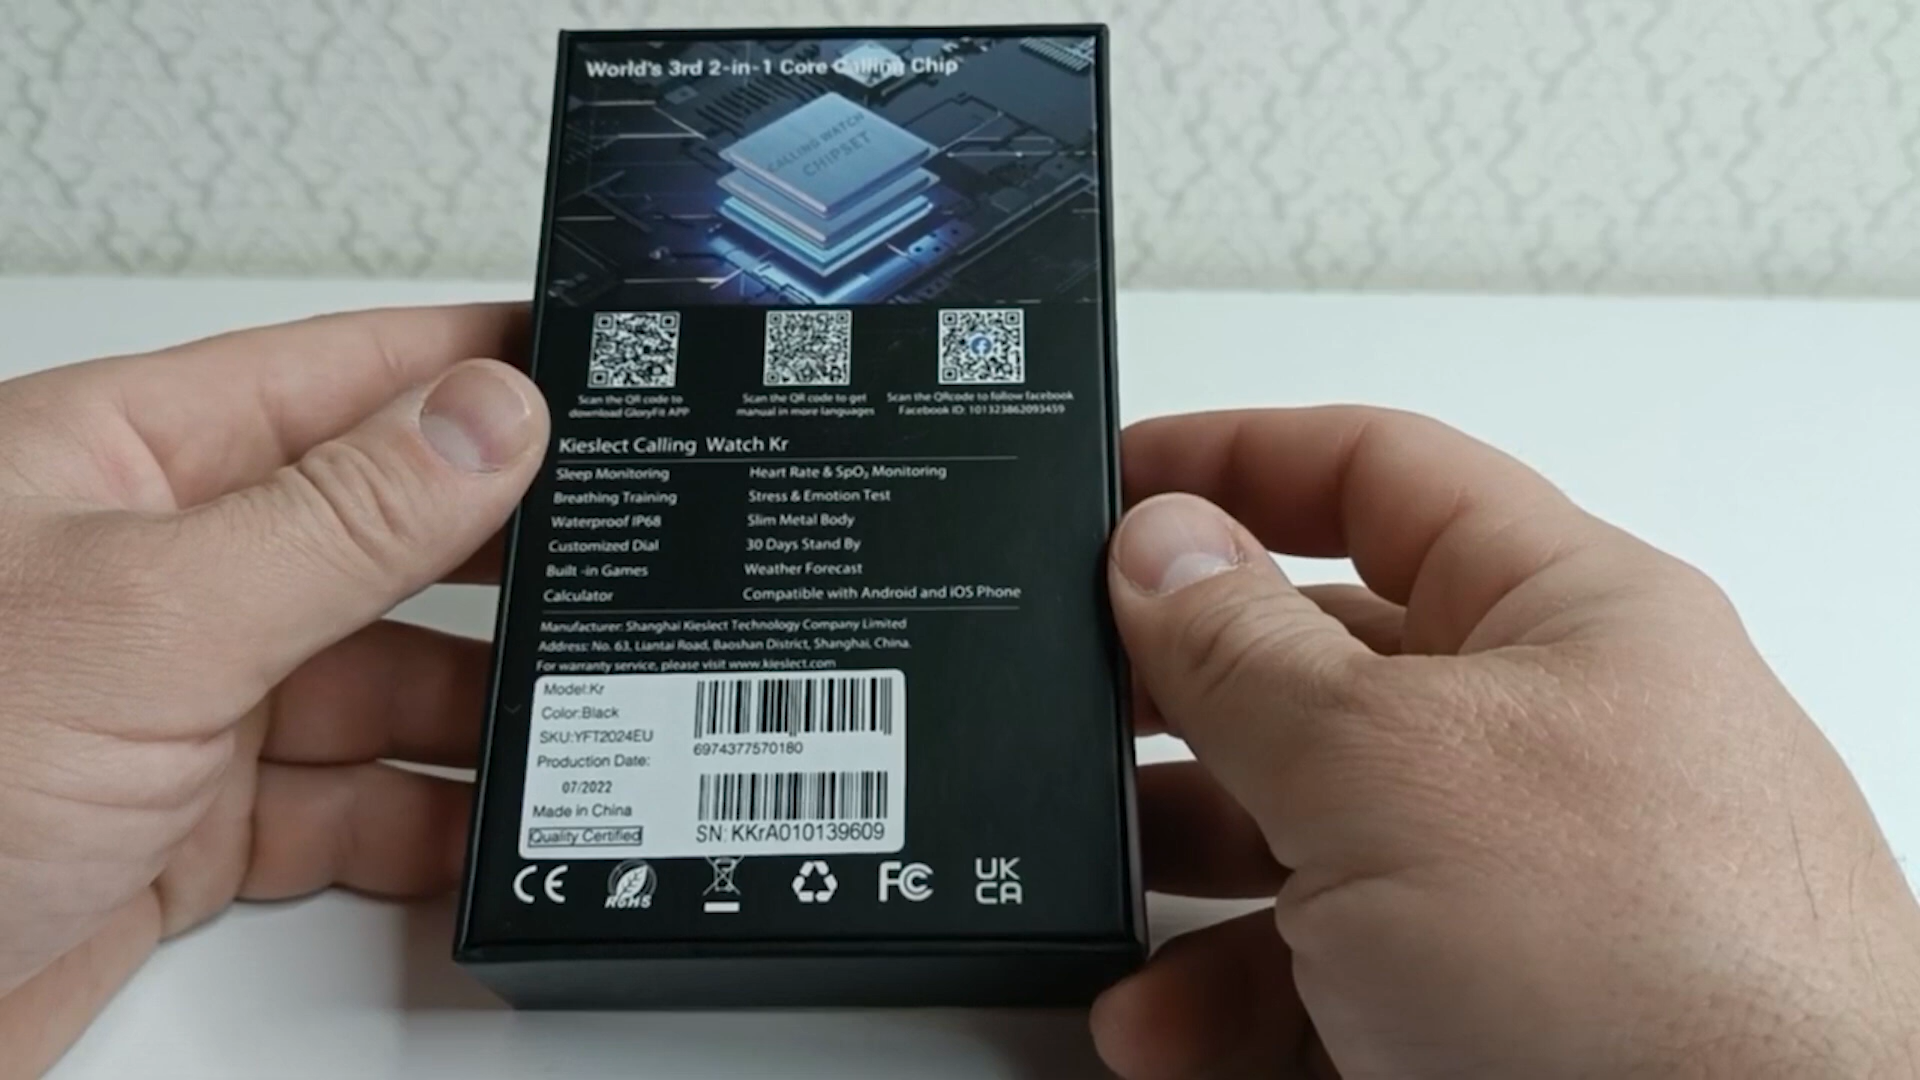 World's 3rd 2-in-1 Core Calling Chip
CALLING WATCH
CHIPSET
Scan the QR code to
download GloryFit APP
Scan the QR code to get
manual in more languages
Scan the QRcode to follow facebook
Facebook ID: 101323862093459
Kieslect Calling Watch Kr
Sleep Monitoring Heart Rate & SpO₂ Monitoring
Breathing Training Stress & Emotion Test
Waterproof IP68 Slim Metal Body
Customized Dial 30 Days Stand By
Built -in Games Weather Forecast
Calculator Compatible with Android and iOS Phone
Manufacturer: Shanghai Kieslect Technology Company Limited
Address: No. 63, Liantai Road, Baoshan District, Shanghai, China.
For warranty service, please visit www.kieslect.com
Model:Kr
Color:Black
SKU:YFT2024EU
Production Date:
07/2022
Made in China
Quality Certified
6974377570180
SN: KKrA010139609
CE
RoHS
FC
UK
CA